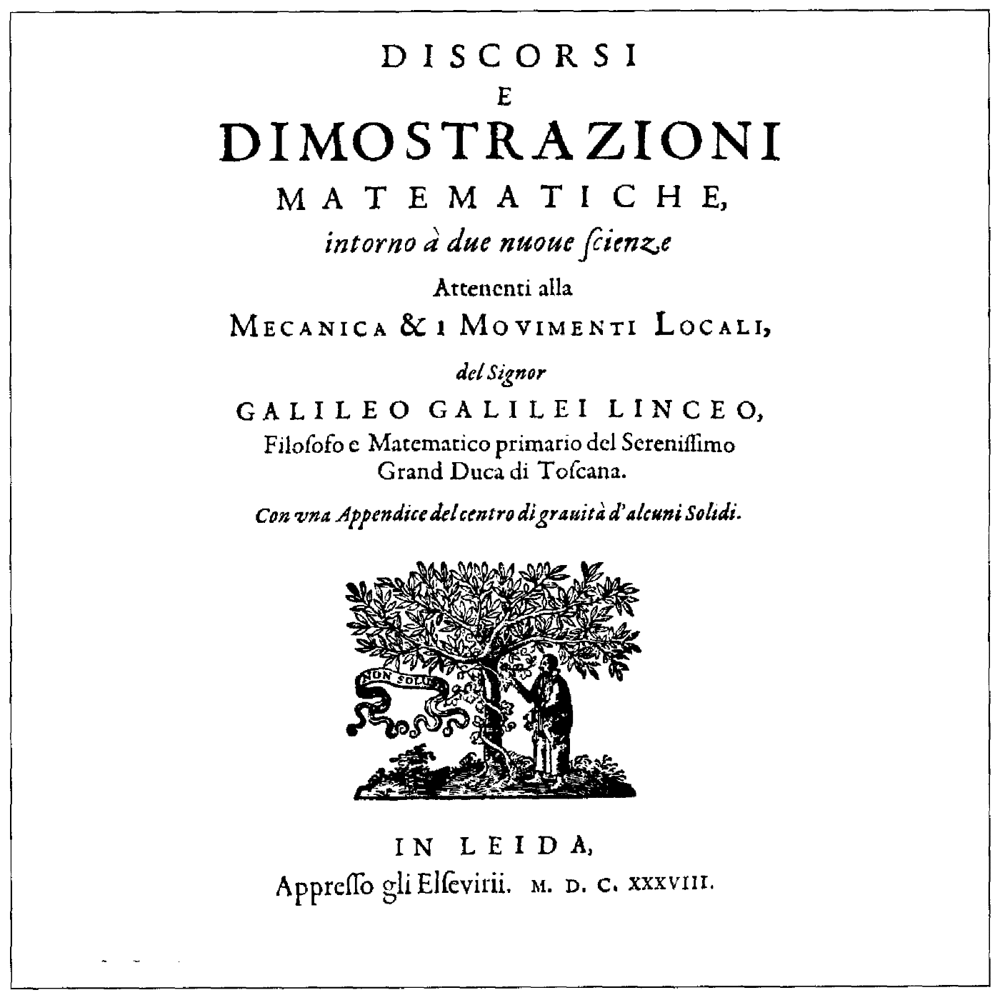 DISCORSI
E
DIMOSTRAZIONI
MATEMATICHE,
intorno à due nuoue ſcienze
Attenenti alla
MECANICA & I MOVIMENTI LOCALI,
del Signor
GALILEO GALILEI LINCEO,
Filoſofo e Matematico primario del Sereniſſimo
Grand Duca di Toſcana.
Con vna Appendice del centro di grauità d'alcuni Solidi.
NON SOLUS
IN LEIDA,
Appreſſo gli Elſevirii. M. D. C. XXXVIII.